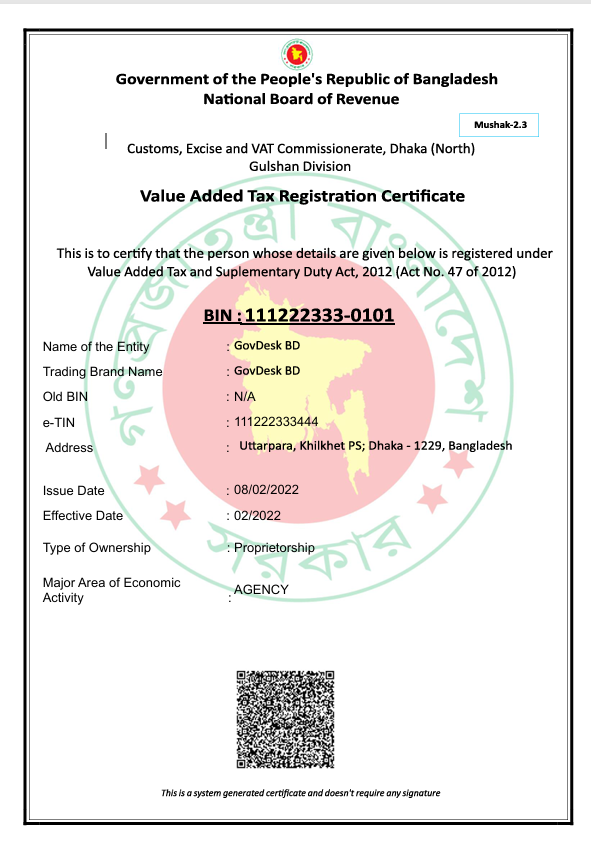 Government of the People's Republic of Bangladesh
National Board of Revenue
Mushak-2.3
Customs, Excise and VAT Commissionerate, Dhaka (North)
Gulshan Division
Value Added Tax Registration Certificate
This is to certify that the person whose details are given below is registered under
Value Added Tax and Suplementary Duty Act, 2012 (Act No. 47 of 2012)
BIN : 111222333-0101
Name of the Entity : GovDesk BD
Trading Brand Name : GovDesk BD
Old BIN : N/A
e-TIN : 111222333444
Address : Uttarpara, Khilkhet PS; Dhaka - 1229, Bangladesh
Issue Date : 08/02/2022
Effective Date : 02/2022
Type of Ownership : Proprietorship
Major Area of Economic
Activity : AGENCY
This is a system generated certificate and doesn't require any signature
গণপ্রজাতন্ত্রী বাংলাদেশ
সরকার